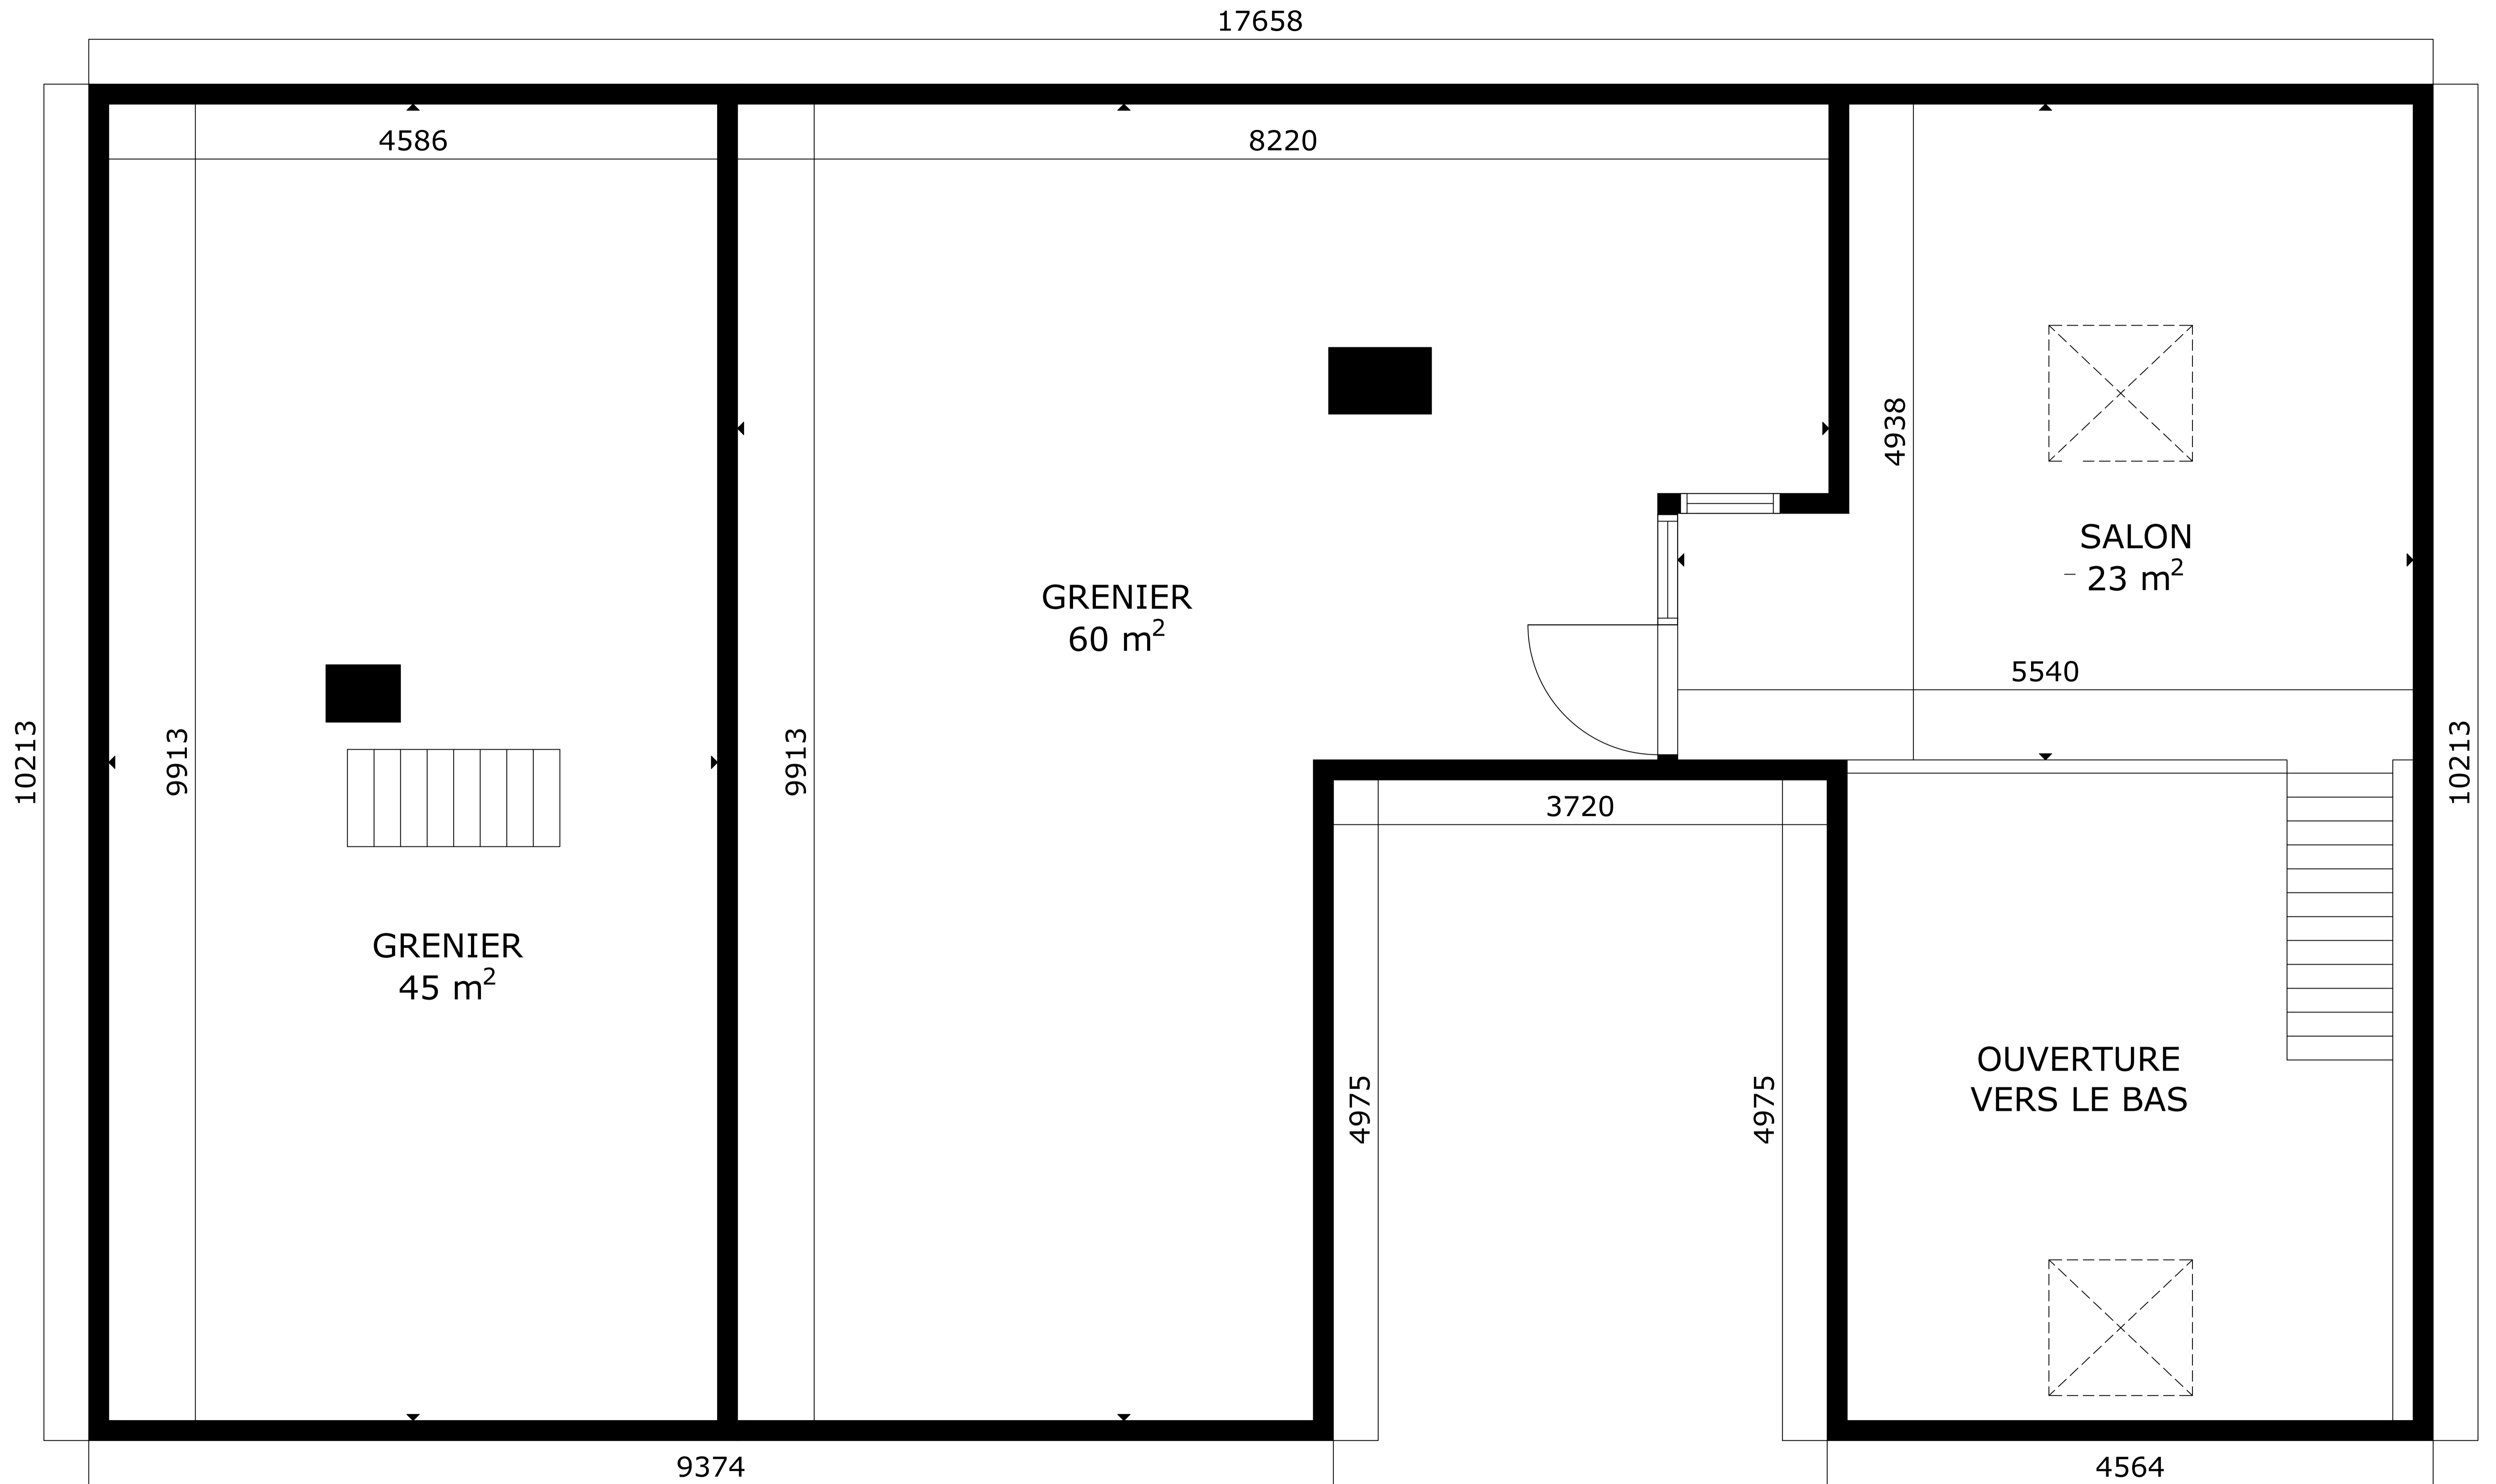 17658
4586
8220
4938
SALON
23 m²
GRENIER
60 m²
5540
10213
9913
9913
10213
3720
GRENIER
45 m²
4975
4975
OUVERTURE
VERS LE BAS
9374
4564